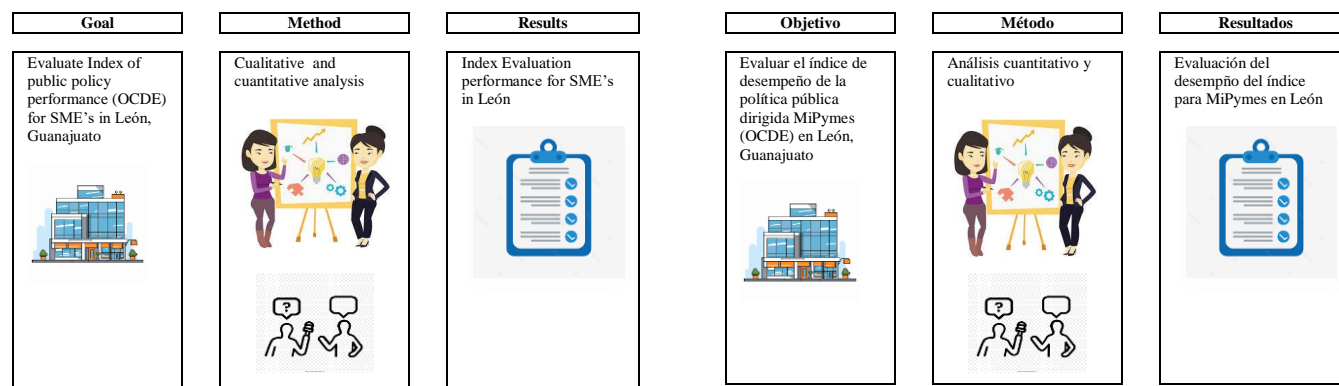 Goal
Evaluate Index of
public policy
performance (OCDE)
for SME's in León,
Guanajuato
Method
Cualitative and
cuantitative analysis
?
Results
Index Evaluation
performance for SME's
in León
Objetivo
Evaluar el índice de
desempeño de la
política pública
dirigida MiPymes
(OCDE) en León,
Guanajuato
Método
Análisis cuantitativo y
cualitativo
?
Resultados
Evaluación del
desempño del índice
para MiPymes en León